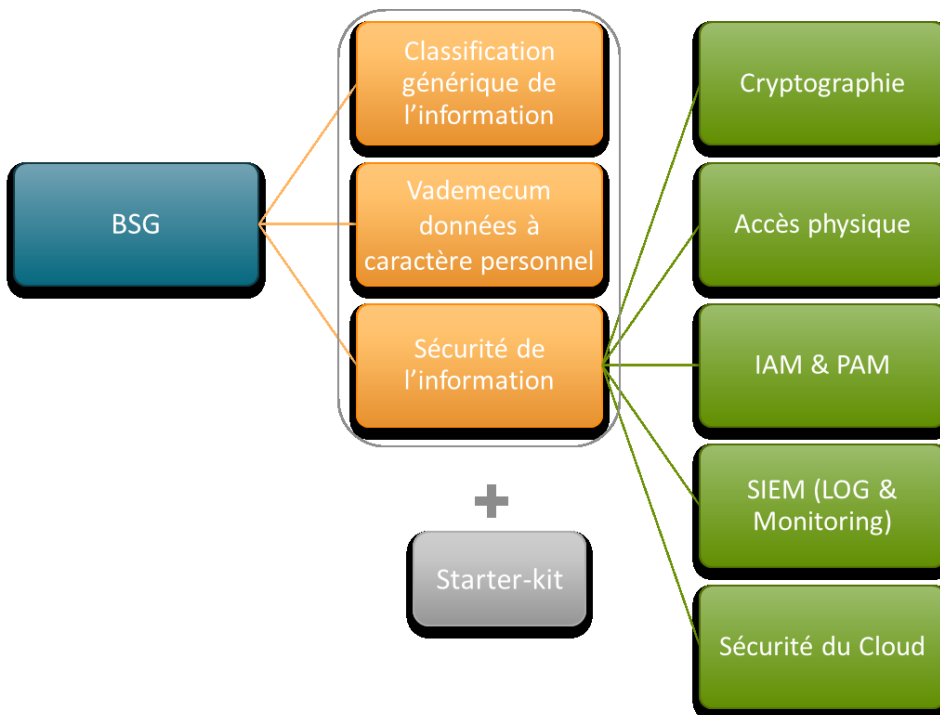 BSG
Classification
générique de
l’information
Vademecum
données à
caractère personnel
Sécurité de
l’information
+
Starter-kit
Cryptographie
Accès physique
IAM & PAM
SIEM (LOG &
Monitoring)
Sécurité du Cloud